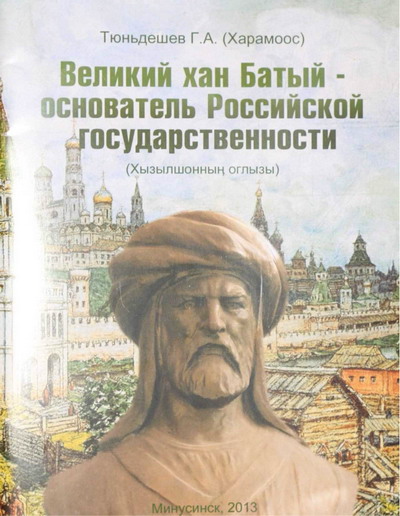 Тюньдешев Г.А. (Харамоос)
Великий хан Батый -
основатель Российской
государственности
(Хызылшонның оглызы)
Минусинск, 2013